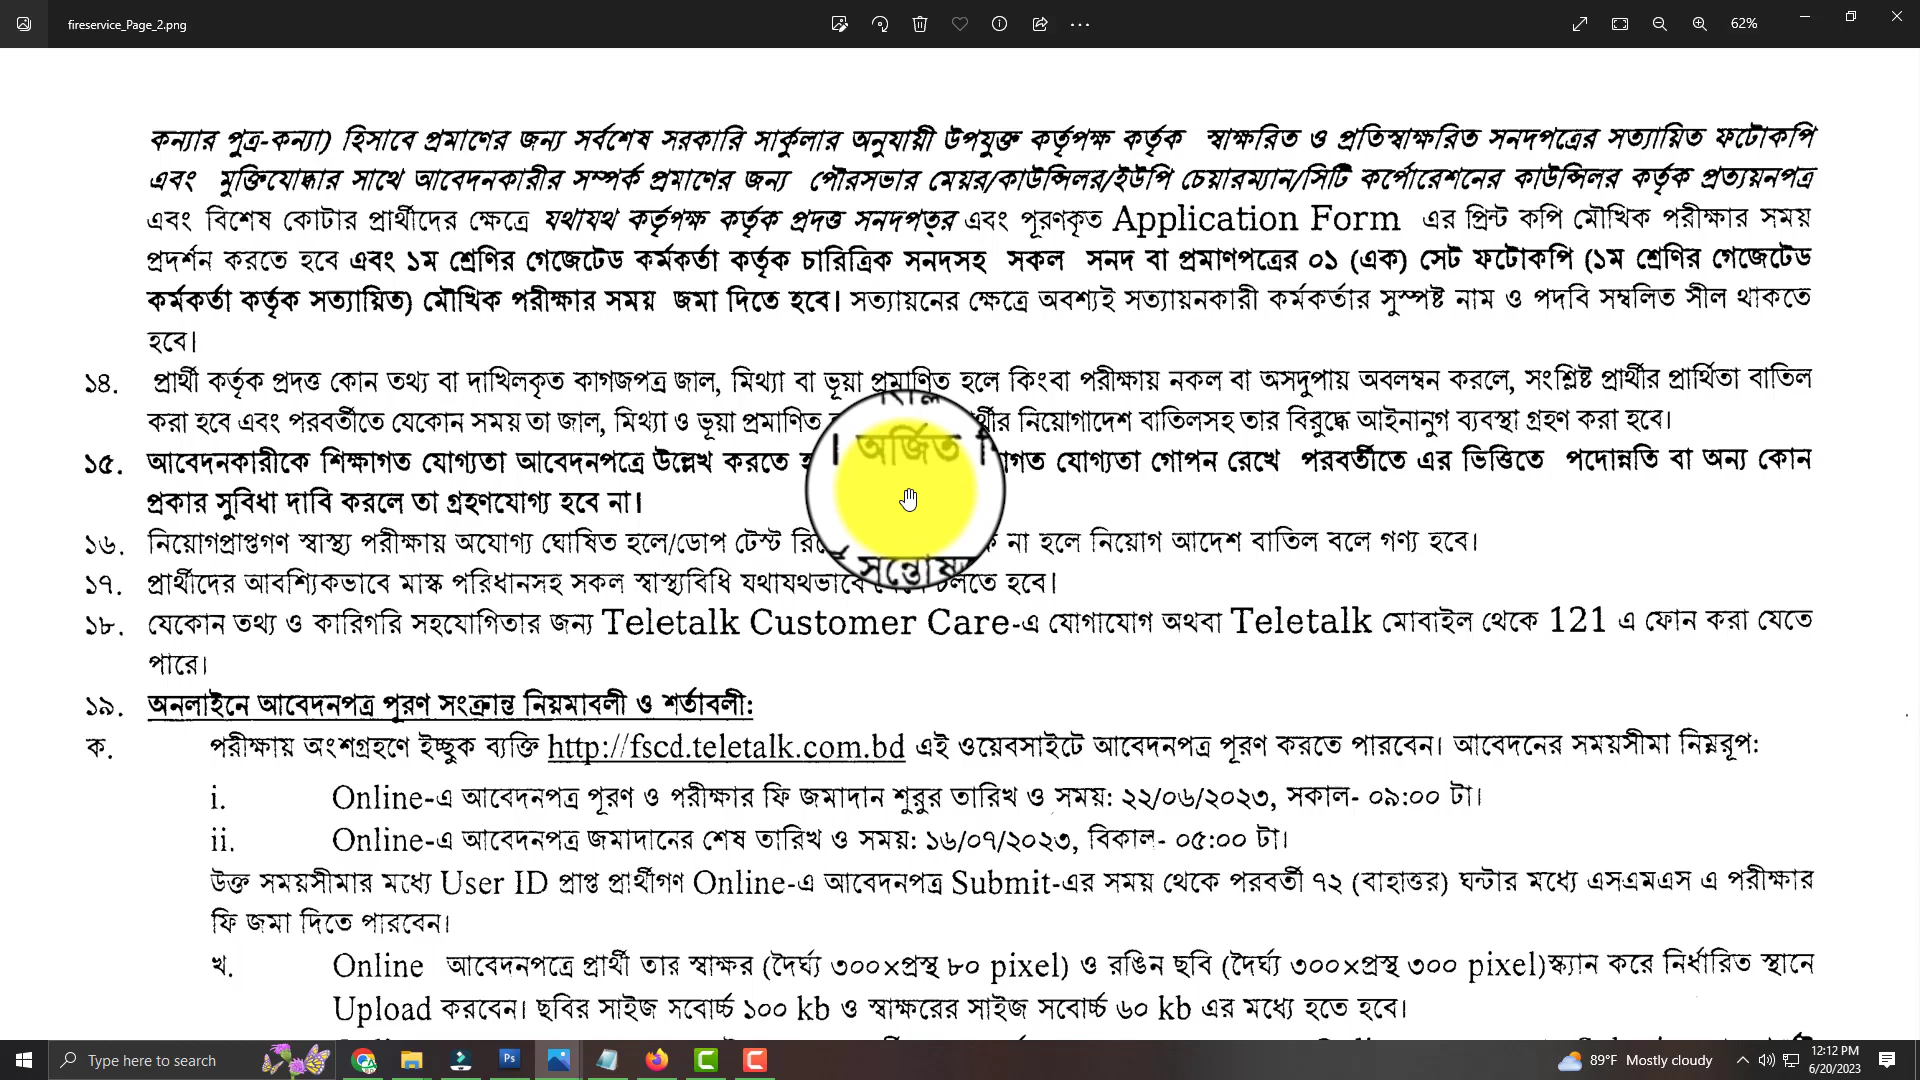 fireservice_Page_2.png
62%
কন্যার পুত্র-কন্যা) হিসাবে প্রমাণের জন্য সর্বশেষ সরকারি সার্কুলার অনুযায়ী উপযুক্ত কর্তৃপক্ষ কর্তৃক স্বাক্ষরিত ও প্রতিস্বাক্ষরিত সনদপত্রের সত্যায়িত ফটোকপি
এবং মুক্তিযোদ্ধার সাথে আবেদনকারীর সম্পর্ক প্রমাণের জন্য পৌরসভার মেয়র/কাউন্সিলর/ইউপি চেয়ারম্যান/সিটি কর্পোরেশনের কাউন্সিলর কর্তৃক প্রত্যয়নপত্র
এবং বিশেষ কোটার প্রার্থীদের ক্ষেত্রে যথাযথ কর্তৃপক্ষ কর্তৃক প্রদত্ত সনদপত্র এবং পূরণকৃত Application Form এর প্রিন্ট কপি মৌখিক পরীক্ষার সময়
প্রদর্শন করতে হবে এবং ১ম শ্রেণির গেজেটেড কর্মকর্তা কর্তৃক চারিত্রিক সনদসহ সকল সনদ বা প্রমাণপত্রের ০১ (এক) সেট ফটোকপি (১ম শ্রেণির গেজেটেড
কর্মকর্তা কর্তৃক সত্যায়িত) মৌখিক পরীক্ষার সময় জমা দিতে হবে। সত্যায়নের ক্ষেত্রে অবশ্যই সত্যায়নকারী কর্মকর্তার সুস্পষ্ট নাম ও পদবি সম্বলিত সীল থাকতে
হবে।
১৪. প্রার্থী কর্তৃক প্রদত্ত কোন তথ্য বা দাখিলকৃত কাগজপত্র জাল, মিথ্যা বা ভূয়া প্রমাণিত হলে কিংবা পরীক্ষায় নকল বা অসদুপায় অবলম্বন করলে, সংশ্লিষ্ট প্রার্থীর প্রার্থিতা বাতিল
করা হবে এবং পরবর্তীতে যেকোন সময় তা জাল, মিথ্যা ও ভূয়া প্রমাণিত নিয়োগাদেশ বাতিলসহ তার বিরুদ্ধে আইনানুগ ব্যবস্থা গ্রহণ করা হবে।
১৫. আবেদনকারীকে শিক্ষাগত যোগ্যতা আবেদনপত্রে উল্লেখ করতে । অর্জিত যোগ্যতা গোপন রেখে পরবর্তীতে এর ভিত্তিতে পদোন্নতি বা অন্য কোন
প্রকার সুবিধা দাবি করলে তা গ্রহণযোগ্য হবে না।
১৬. নিয়োগপ্রাপ্তগণ স্বাস্থ্য পরীক্ষায় অযোগ্য ঘোষিত হলে/ডোপ টেস্ট না হলে নিয়োগ আদেশ বাতিল বলে গণ্য হবে।
১৭. প্রার্থীদের আবশ্যিকভাবে মাস্ক পরিধানসহ সকল স্বাস্থ্যবিধি যথাযথভাবে চলতে হবে।
১৮. যেকোন তথ্য ও কারিগরি সহযোগিতার জন্য Teletalk Customer Care-এ যোগাযোগ অথবা Teletalk মোবাইল থেকে 121 এ ফোন করা যেতে
পারে।
১৯. অনলাইনে আবেদনপত্র পূরণ সংক্রান্ত নিয়মাবলী ও শর্তাবলী:
ক. পরীক্ষায় অংশগ্রহণে ইচ্ছুক ব্যক্তি http://fscd.teletalk.com.bd এই ওয়েবসাইটে আবেদনপত্র পূরণ করতে পারবেন। আবেদনের সময়সীমা নিম্নরূপ:
i. Online-এ আবেদনপত্র পূরণ ও পরীক্ষার ফি জমাদান শুরুর তারিখ ও সময়: ২২/০৬/২০২৩, সকাল- ০৯:০০ টা।
ii. Online-এ আবেদনপত্র জমাদানের শেষ তারিখ ও সময়: ১৬/০৭/২০২৩, বিকাল- ০৫:০০ টা।
উক্ত সময়সীমার মধ্যে User ID প্রাপ্ত প্রার্থীগণ Online-এ আবেদনপত্র Submit-এর সময় থেকে পরবর্তী ৭২ (বাহাত্তর) ঘন্টার মধ্যে এসএমএস এ পরীক্ষার
ফি জমা দিতে পারবেন।
খ. Online আবেদনপত্রে প্রার্থী তার স্বাক্ষর (দৈর্ঘ্য ৩০০×প্রস্থ ৮০ pixel) ও রঙিন ছবি (দৈর্ঘ্য ৩০০×প্রস্থ ৩০০ pixel)স্ক্যান করে নির্ধারিত স্থানে
Upload করবেন। ছবির সাইজ সবোর্চ্চ ১০০ kb ও স্বাক্ষরের সাইজ সবোর্চ্চ ৬০ kb এর মধ্যে হতে হবে।
Type here to search
Ps
89°F Mostly cloudy
12:12 PM
6/20/2023